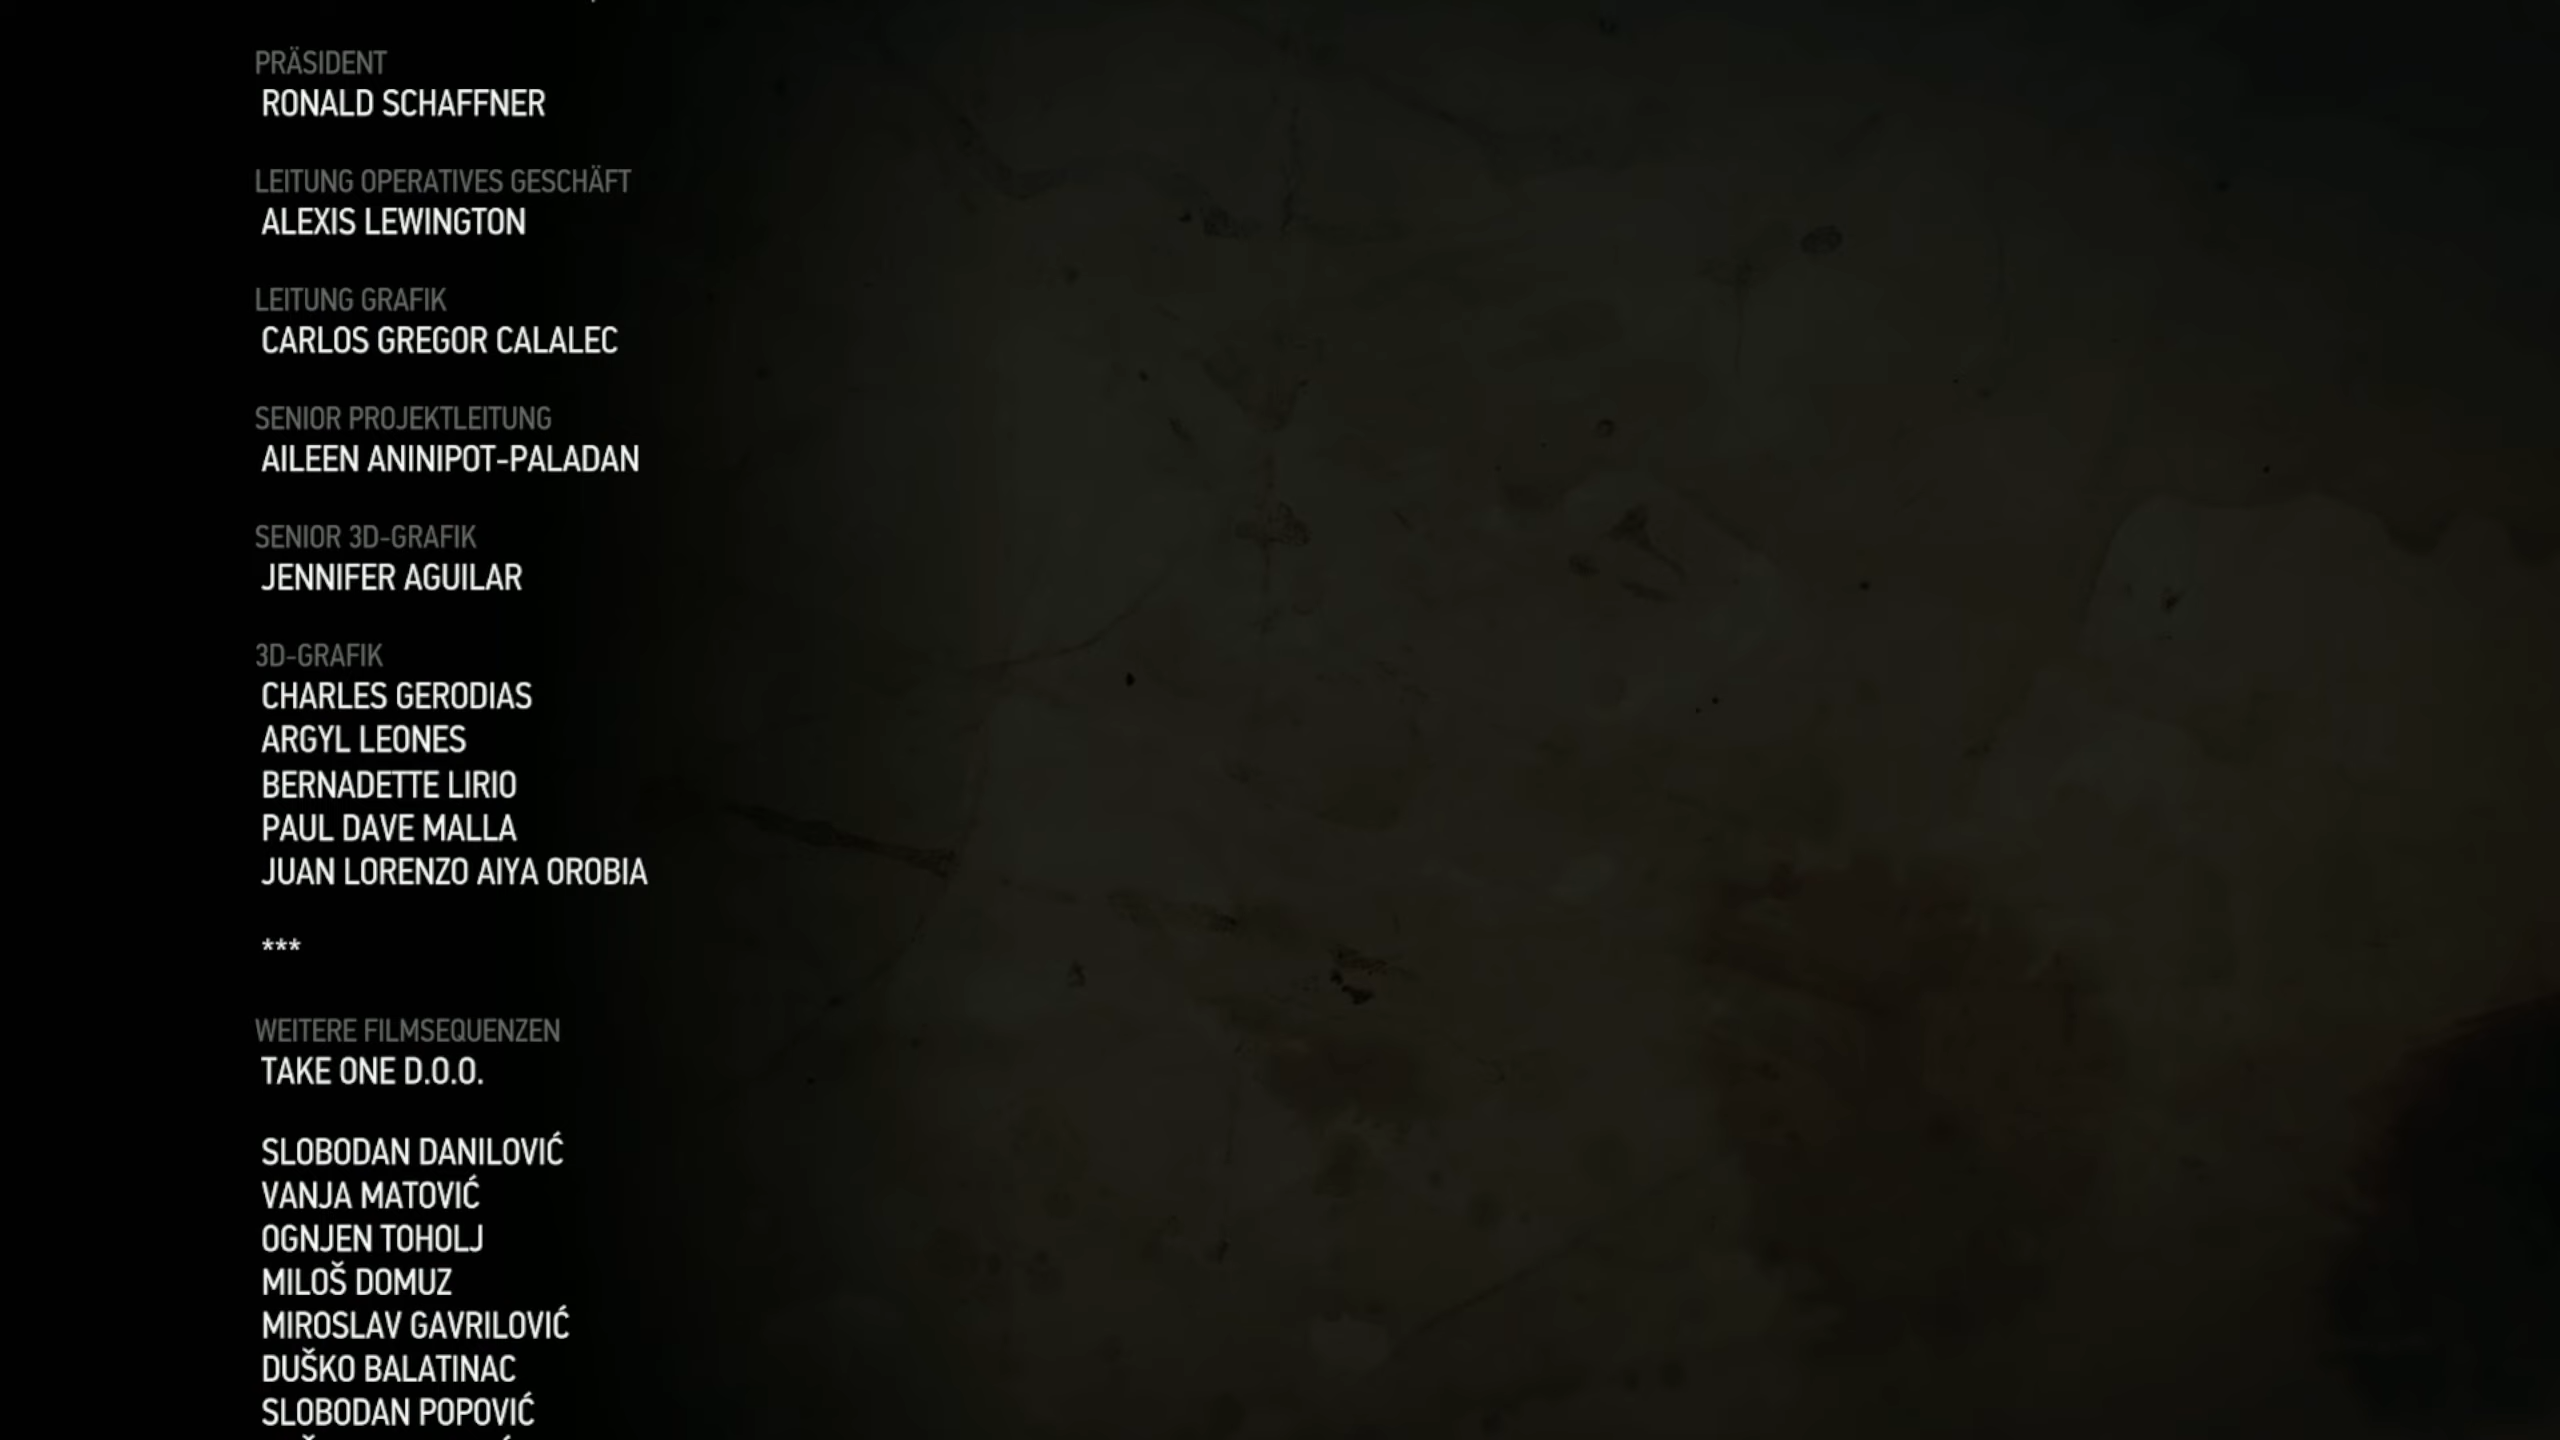 PRÄSIDENT
RONALD SCHAFFNER
LEITUNG OPERATIVES GESCHÄFT
ALEXIS LEWINGTON
LEITUNG GRAFIK
CARLOS GREGOR CALALEC
SENIOR PROJEKTLEITUNG
AILEEN ANINIPOT-PALADAN
SENIOR 3D-GRAFIK
JENNIFER AGUILAR
3D-GRAFIK
CHARLES GERODIAS
ARGYL LEONES
BERNADETTE LIRIO
PAUL DAVE MALLA
JUAN LORENZO AIYA OROBIA
***
WEITERE FILMSEQUENZEN
TAKE ONE D.O.O.
SLOBODAN DANILOVIĆ
VANJA MATOVIĆ
OGNJEN TOHOLJ
MILOŠ DOMUZ
MIROSLAV GAVRILOVIĆ
DUŠKO BALATINAC
SLOBODAN POPOVIĆ